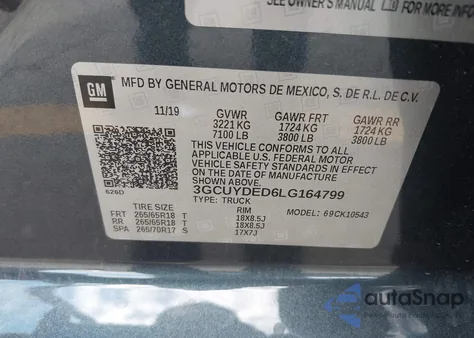 SEE OWNER'S MANUAL FOR MORE INFO
GM
MFD BY GENERAL MOTORS DE MEXICO, S. DE R.L. DE C.V.
11/19 GVWR GAWR FRT GAWR RR
3221 KG 1724 KG 1724 KG
7100 LB 3800 LB 3800 LB
THIS VEHICLE CONFORMS TO ALL
APPLICABLE U.S. FEDERAL MOTOR
VEHICLE SAFETY STANDARDS IN EFFECT ON
THE DATE OF MANUFACTURE SHOWN ABOVE.
626D 3GCUYDED6LG164799
TYPE: TRUCK MODEL: 69CK10543
TIRE SIZE RIM
FRT 265/65R18 T 18X8.5J
RR 265/65R18 T 18X8.5J
SPA 265/70R17 S 17X7J
autoSnap